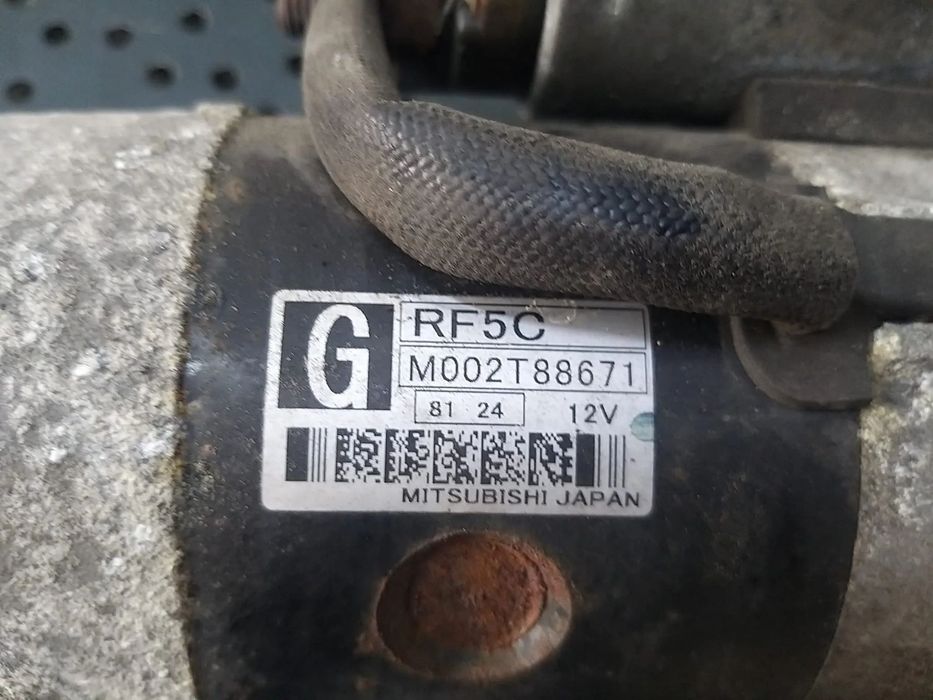 G
RF5C
M002T88671
81 24
12V
MITSUBISHI JAPAN